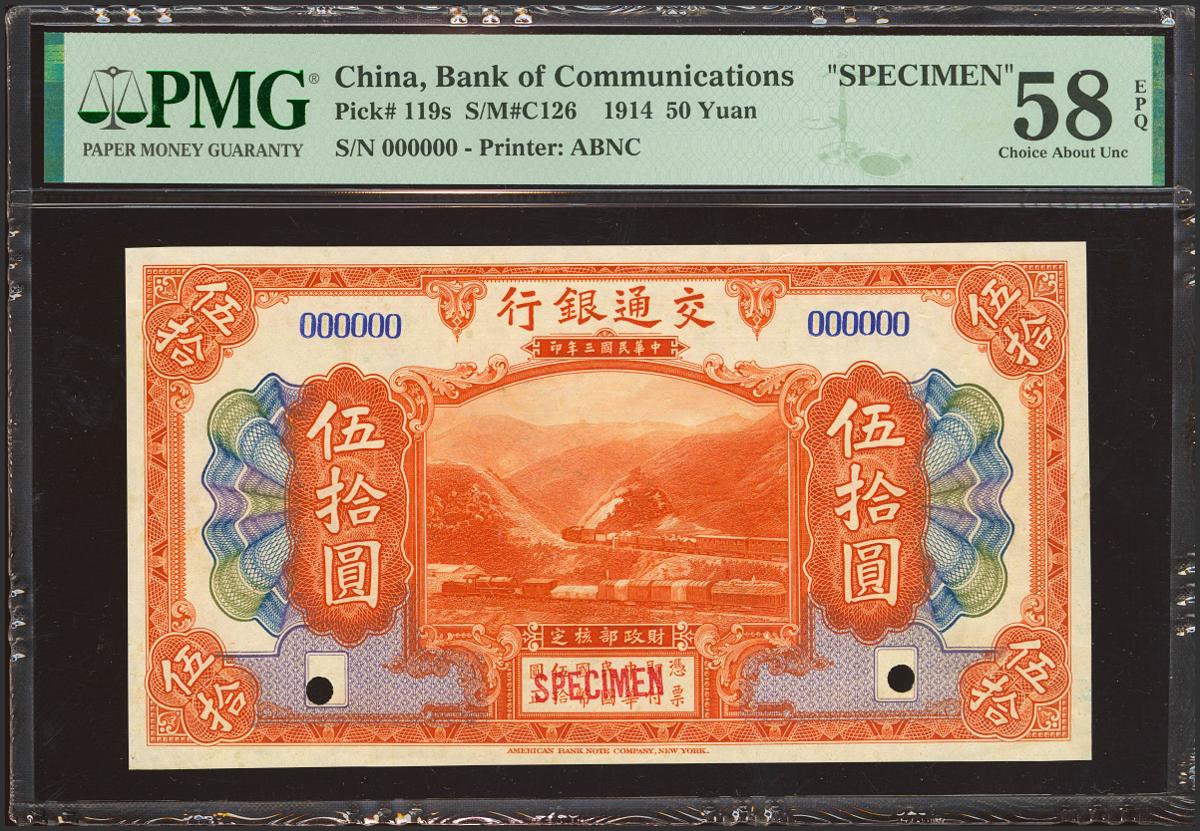 PMG®
PAPER MONEY GUARANTY
China, Bank of Communications "SPECIMEN"
Pick# 119s S/M#C126 1914 50 Yuan
S/N 000000 - Printer: ABNC
58
EPQ
Choice About Unc
伍拾
伍拾
交通銀行
000000
000000
中華民國三年印
伍拾圓
伍拾圓
財政部核定
憑票
SPECIMEN
伍拾
伍拾
AMERICAN BANK NOTE COMPANY, NEW YORK.